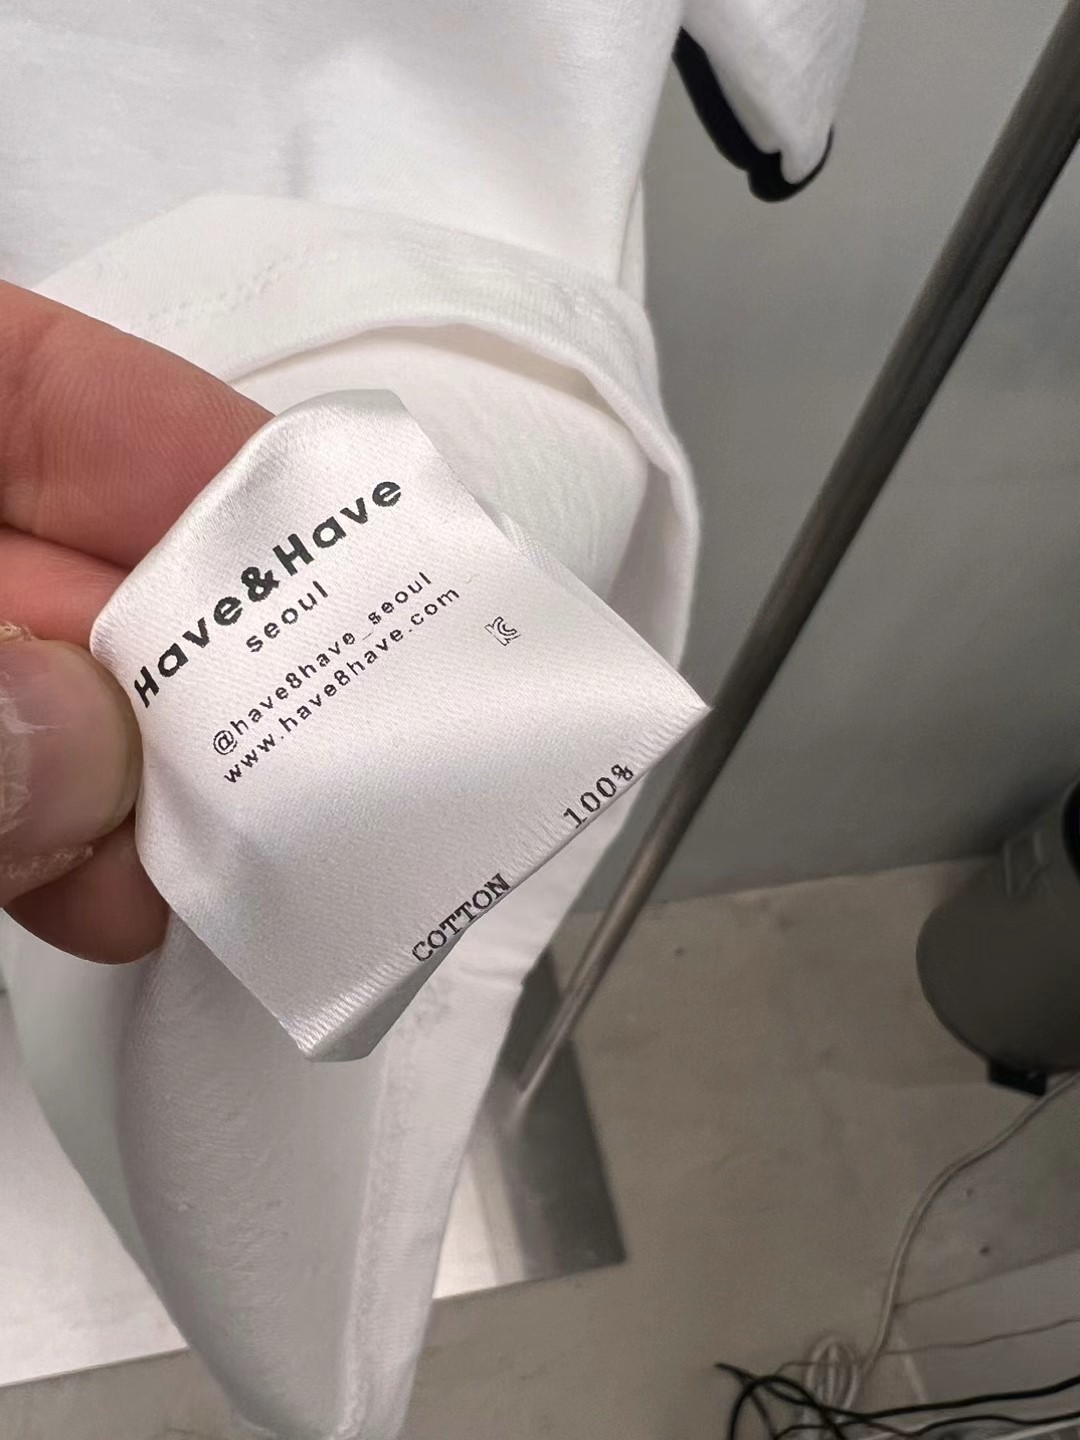 Have&Have
seoul
@have8have_seoul
www.have8have.com
COTTON 100%